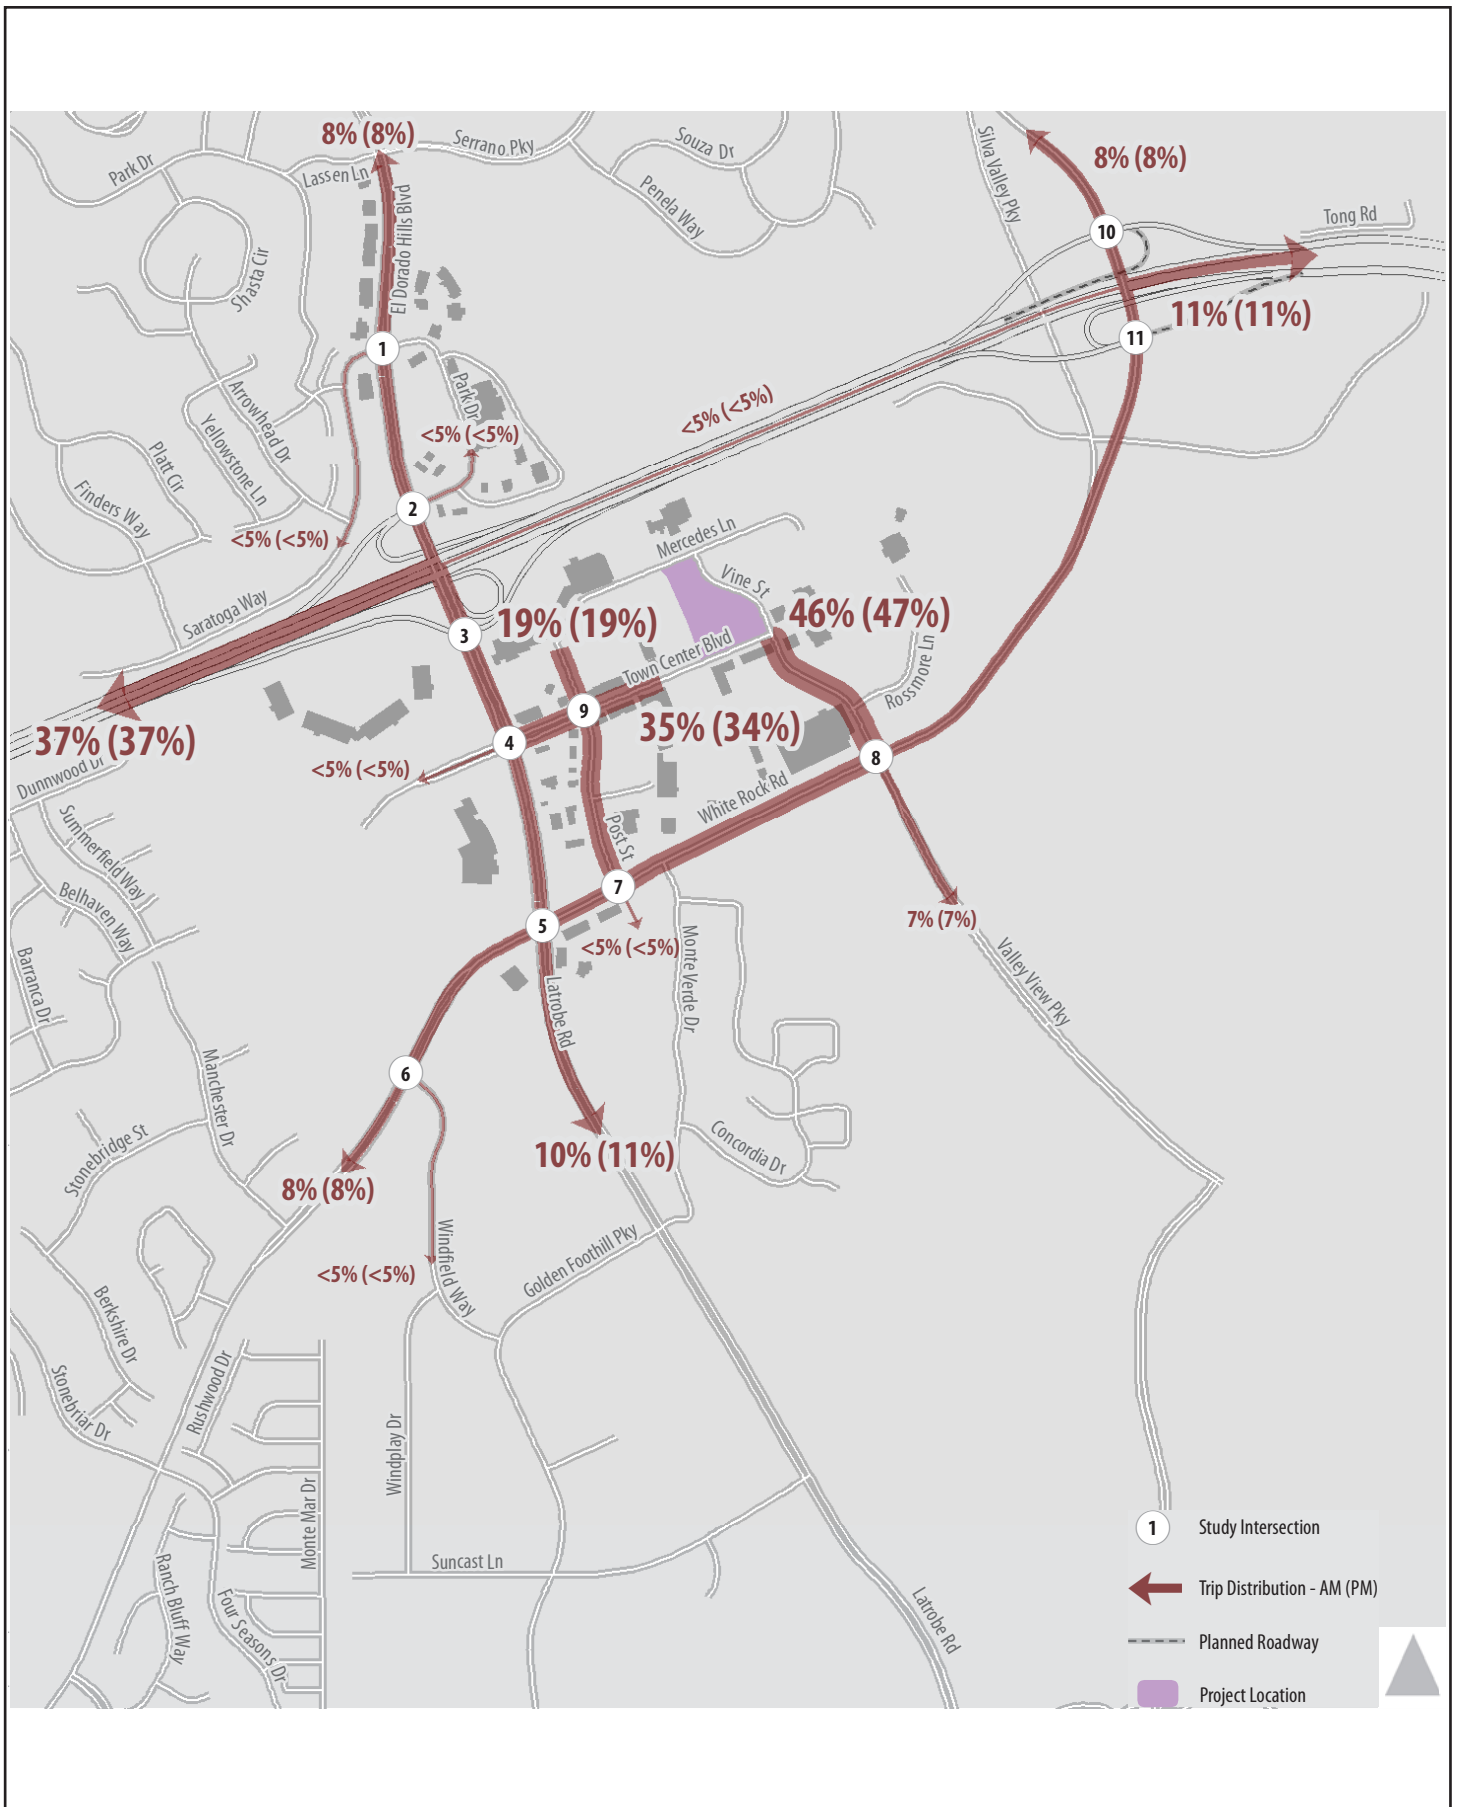 8% (8%)
Serrano Pky
Souza Dr
Silva Valley Pky
8% (8%)
Park Dr
Lassen Ln
El Dorado Hills Blvd
Penela Way
Tong Rd
10
Shasta Cir
11% (11%)
11
1
Park Dr
Arrowhead Dr
<5% (<5%)
<5% (<5%)
Yellowstone Ln
Platt Cir
Finders Way
2
<5% (<5%)
Mercedes Ln
Vine St
Saratoga Way
19% (19%)
46% (47%)
3
Town Center Blvd
Rossmore Ln
9
35% (34%)
37% (37%)
4
8
Dunnwood Dr
<5% (<5%)
White Rock Rd
Summerfield Way
Post St
7
Belhaven Way
5
7% (7%)
<5% (<5%)
Monte Verde Dr
Valley View Pky
Barranca Dr
Latrobe Rd
6
Manchester Dr
Stonebridge St
10% (11%)
Concordia Dr
8% (8%)
Windfield Way
Golden Foothill Pky
<5% (<5%)
Berkshire Dr
Rushwood Dr
Stonebriar Dr
Windplay Dr
Monte Mar Dr
Suncast Ln
Ranch Bluff Way
Four Seasons Dr
Latrobe Rd
1
Study Intersection
Trip Distribution - AM (PM)
Planned Roadway
Project Location